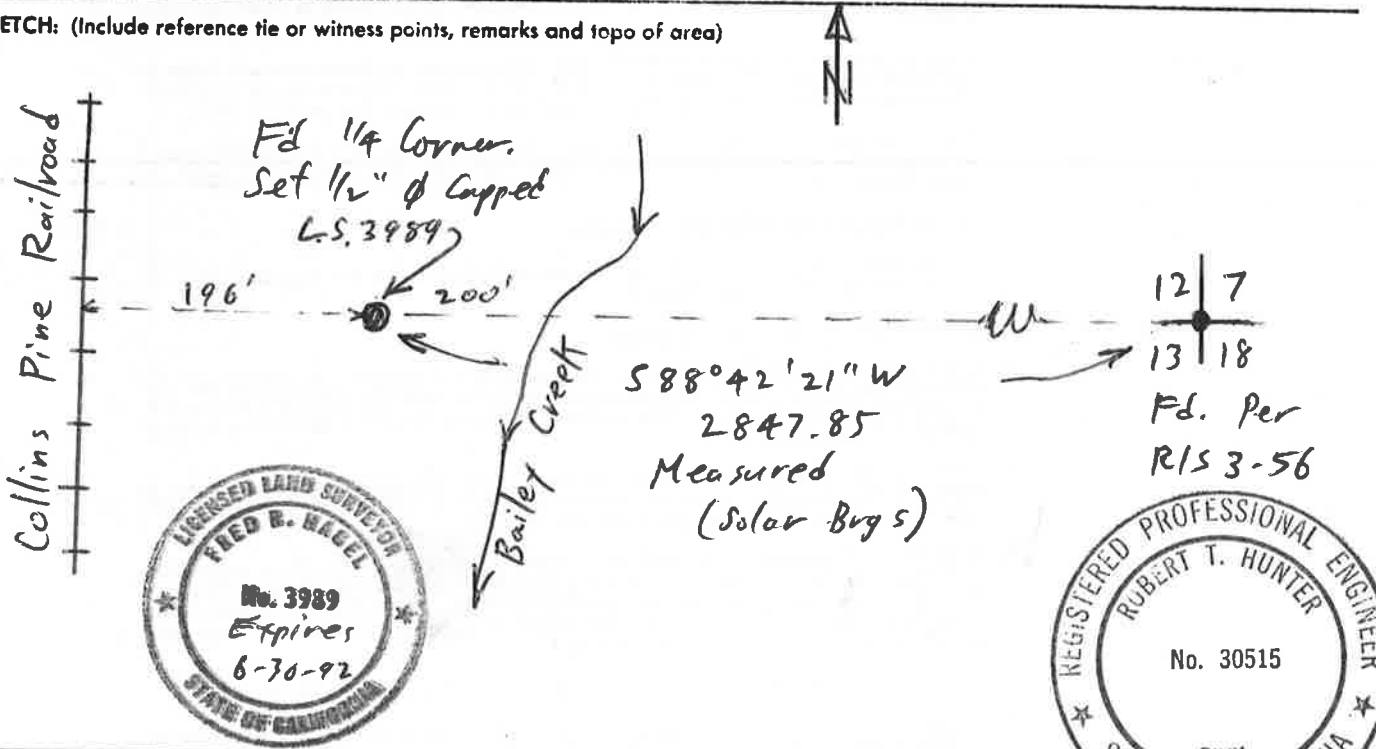 ETCH: (Include reference tie or witness points, remarks and topo of area)
N
Collins Pine Railroad
Fd 1/4 Corner.
Set 1/2" ϕ Capped
L.S. 3989
196'
200'
W
12 7
13 18
Fd. Per
R/S 3-56
S 88°42'21" W
2847.85
Measured
(Solar Brgs)
Bailey Creek
LICENSED LAND SURVEYOR
FRED R. NAGEL
No. 3989
Expires
6-30-92
STATE OF CALIFORNIA
REGISTERED PROFESSIONAL ENGINEER
ROBERT T. HUNTER
No. 30515